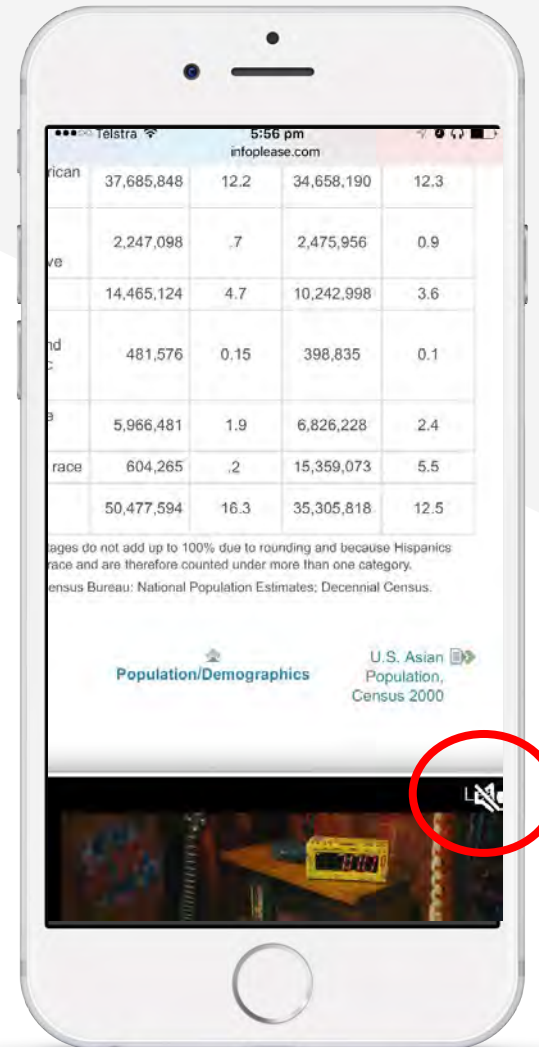 Telstra 5:56 pm
infoplease.com
rican 37,685,848 12.2 34,658,190 12.3
2,247,098 .7 2,475,956 0.9
ve
14,465,124 4.7 10,242,998 3.6
nd
481,576 0.15 398,835 0.1
c
5,966,481 1.9 6,826,228 2.4
race 604,265 .2 15,359,073 5.5
50,477,594 16.3 35,305,818 12.5
tages do not add up to 100% due to rounding and because Hispanics
race and are therefore counted under more than one category.
ensus Bureau: National Population Estimates; Decennial Census.
Population/Demographics
U.S. Asian
Population,
Census 2000